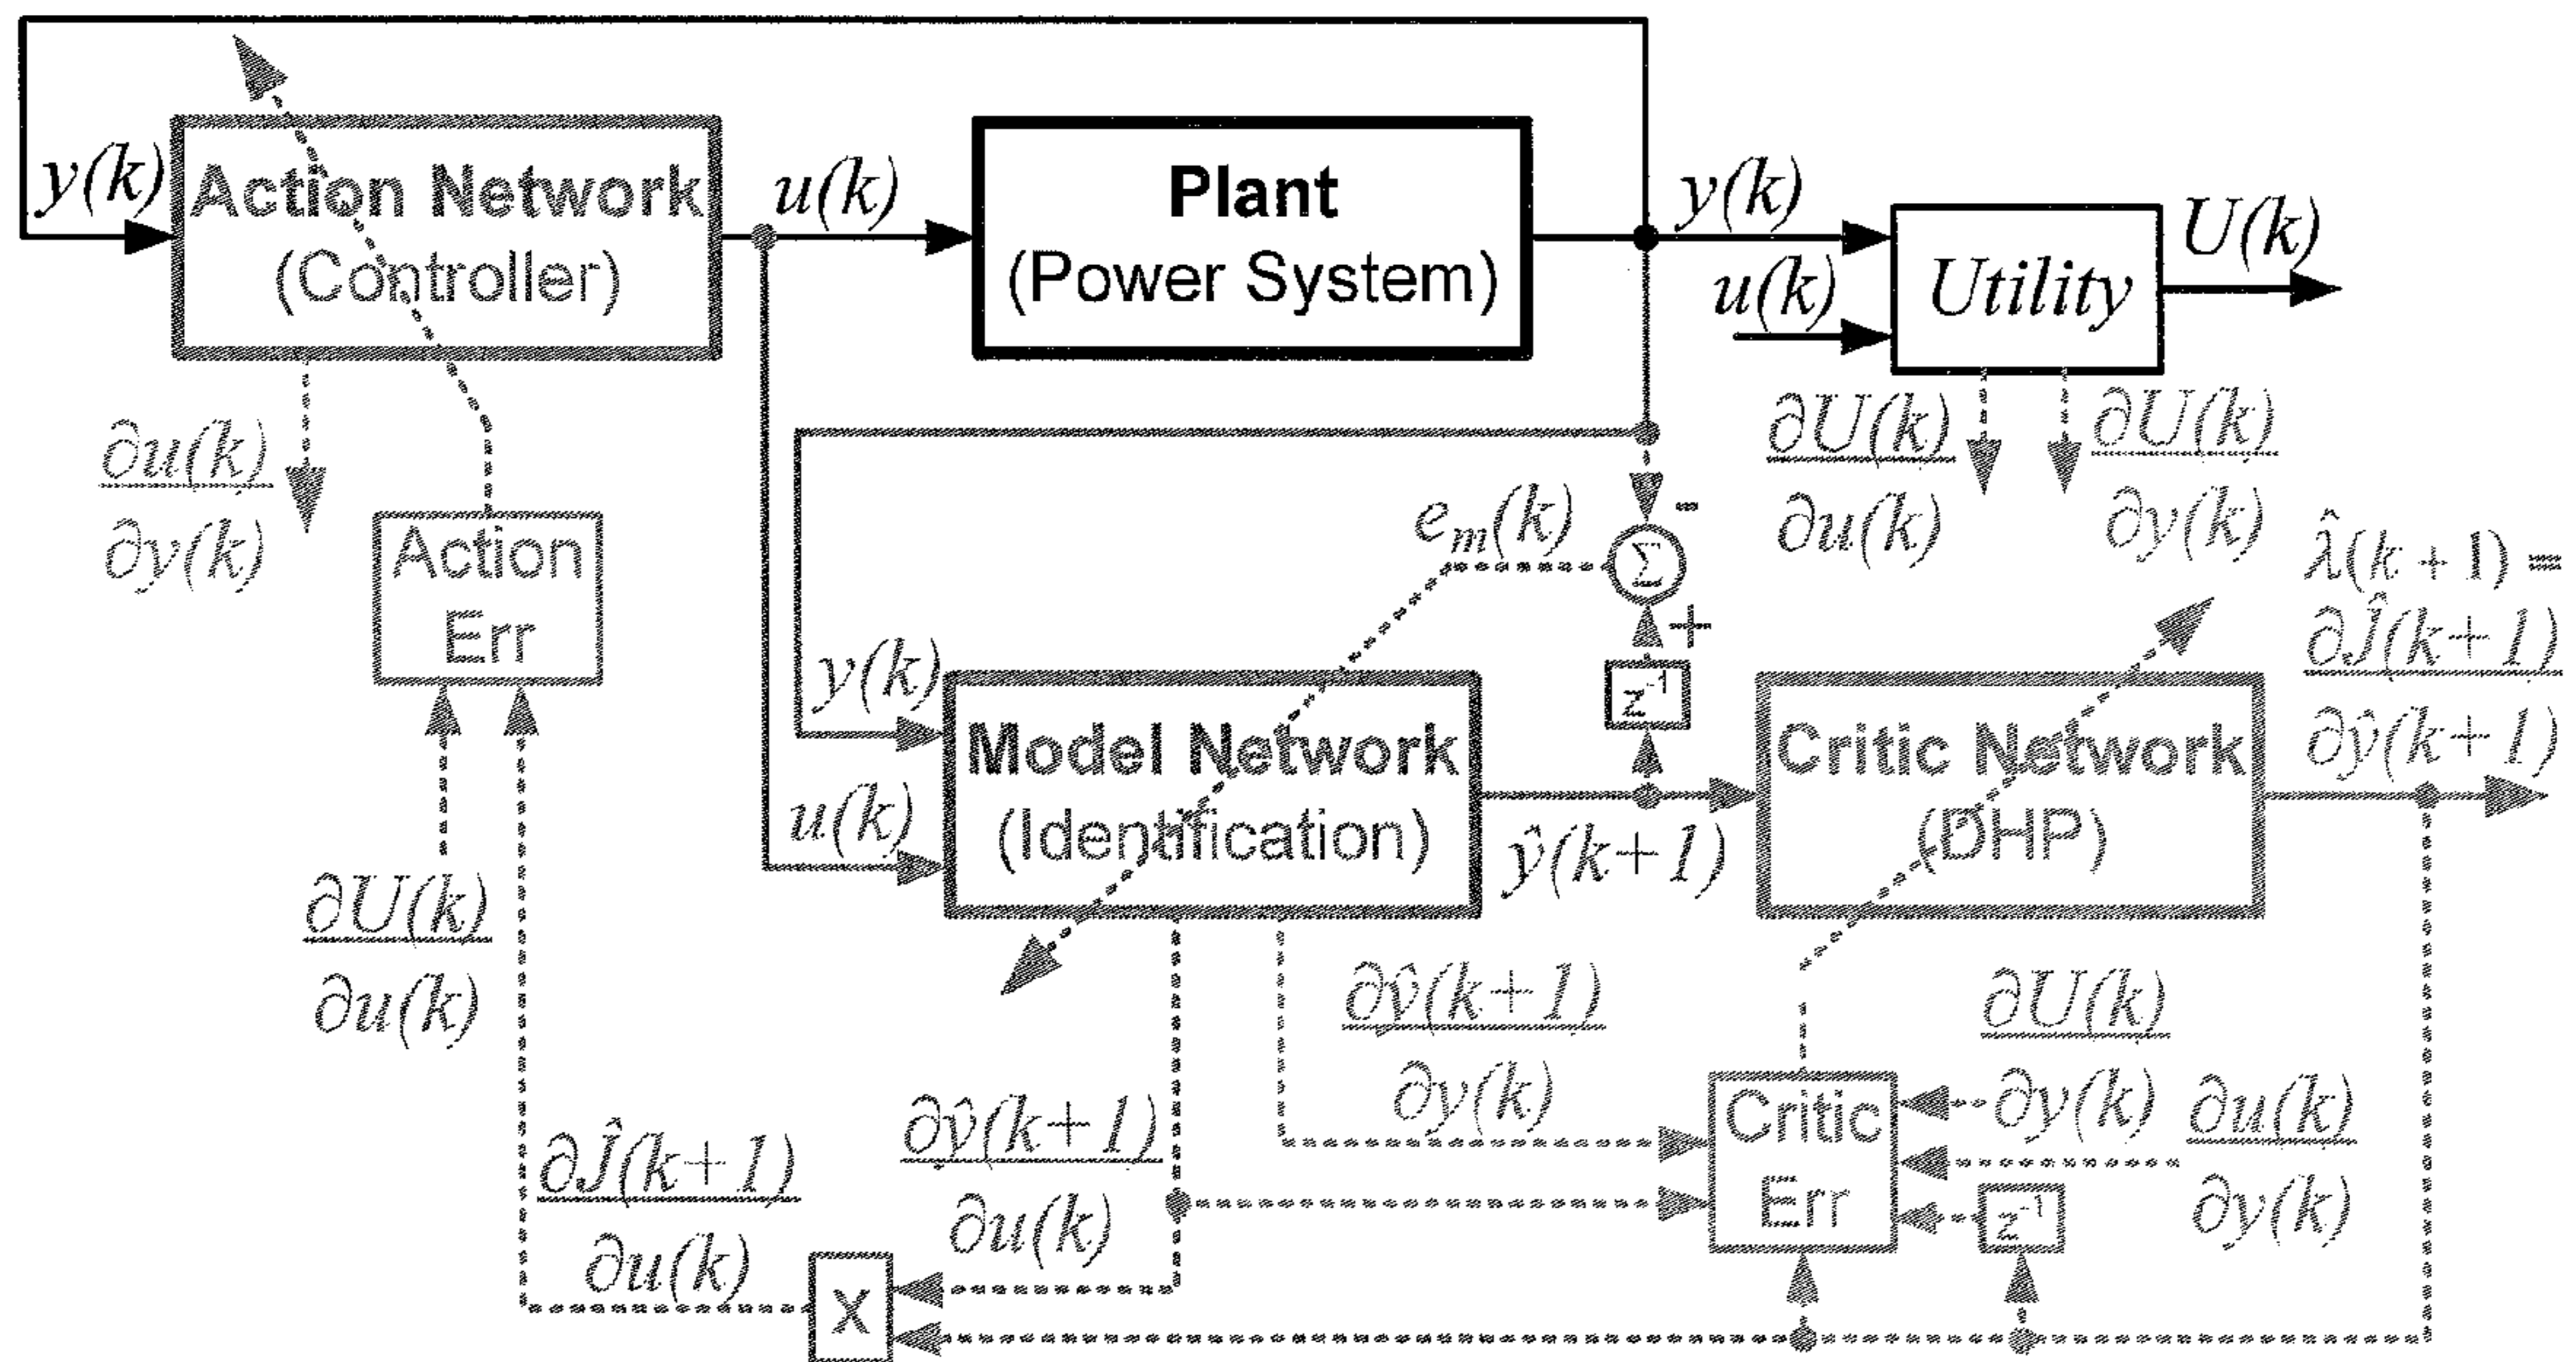 y(k)
Action Network
(Controller)
u(k)
Plant
(Power System)
y(k)
u(k)
Utility
U(k)
∂u(k)
∂y(k)
Action
Err
∂U(k)
∂u(k)
∂U(k)
∂y(k)
e_m(k)
Σ
-
+
z⁻¹
λ̂(k + 1) =
∂Ĵ(k+1)
∂ŷ(k+1)
y(k)
u(k)
Model Network
(Identification)
ŷ(k+1)
Critic Network
(DHP)
∂U(k)
∂u(k)
∂ŷ(k+1)
∂y(k)
∂ŷ(k+1)
∂u(k)
∂Ĵ(k+1)
∂u(k)
X
Critic
Err
∂U(k)
∂y(k)
∂u(k)
∂y(k)
z⁻¹